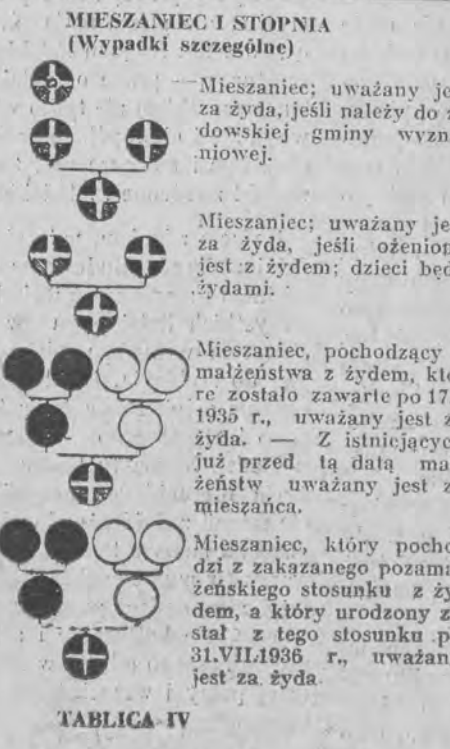 MIESZANIEC I STOPNIA
(Wypadki szczególne)
Mieszaniec; uważany je
za żyda, jeśli należy do ż
dowskiej gminy wyzn
niowej.
Mieszaniec; uważany je
za żyda, jeśli ożenion
jest z żydem; dzieci będ
żydami.
Mieszaniec, pochodzący
małżeństwa z żydem, któ
re zostało zawarte po 17
1935 r., uważany jest z
żyda. — Z istniejącyc
już przed tą datą mał
żeństw uważany jest z
mieszańca.
Mieszaniec, który pocho
dzi z zakazanego pozama
żeńskiego stosunku z ży
dem, a który urodzony z
stał z tego stosunku p
31.VII.1936 r., uważan
jest za żyda.
TABLICA IV